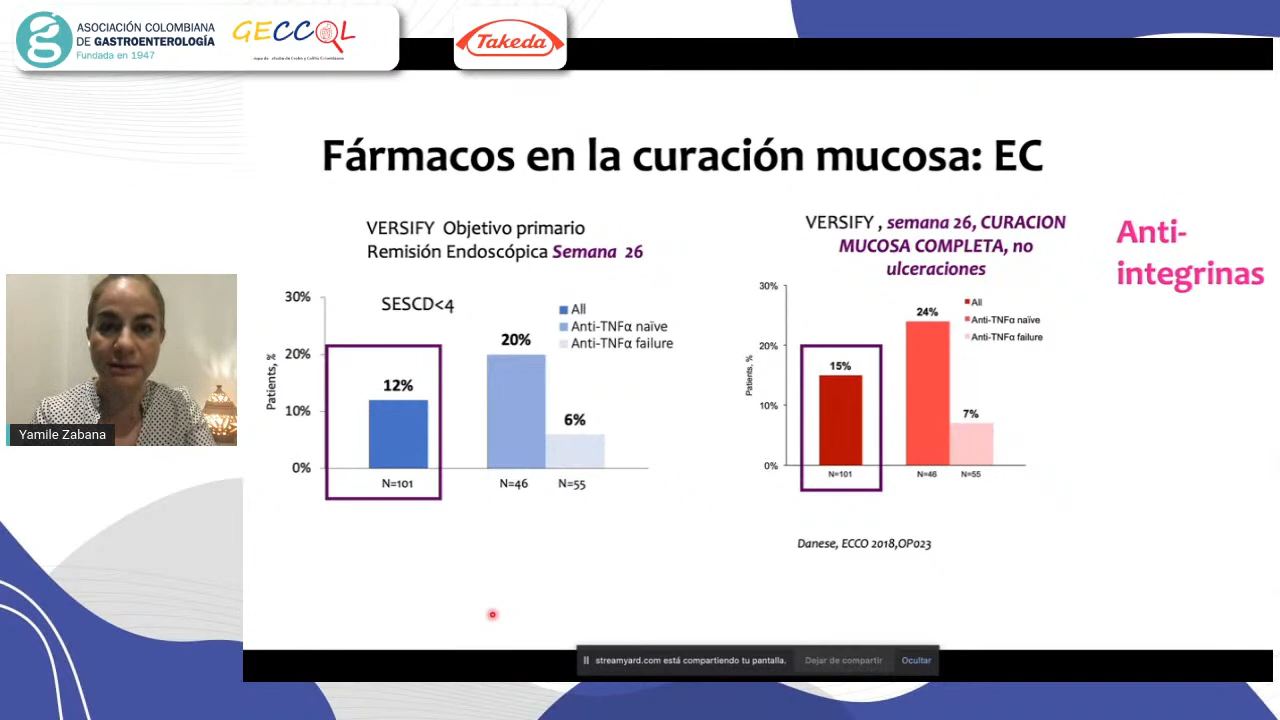 ASOCIACIÓN COLOMBIANA
DE GASTROENTEROLOGÍA
Fundada en 1947
GECCOL
Takeda
Fármacos en la curación mucosa: EC
VERSIFY Objetivo primario
Remisión Endoscópica Semana 26
SESCD<4
30%
20%
10%
0%
Patients, %
All
Anti-TNFα naïve
Anti-TNFα failure
12%
20%
6%
N=101
N=46
N=55
VERSIFY , semana 26, CURACION
MUCOSA COMPLETA, no
ulceraciones
30%
20%
10%
0%
Patients. %
All
Anti-TNFα naïve
Anti-TNFα failure
15%
24%
7%
N=101
N=46
N=55
Danese, ECCO 2018,OP023
Anti-
integrinas
Yamile Zabana
streamyard.com está compartiendo tu pantalla.
Dejar de compartir
Ocultar